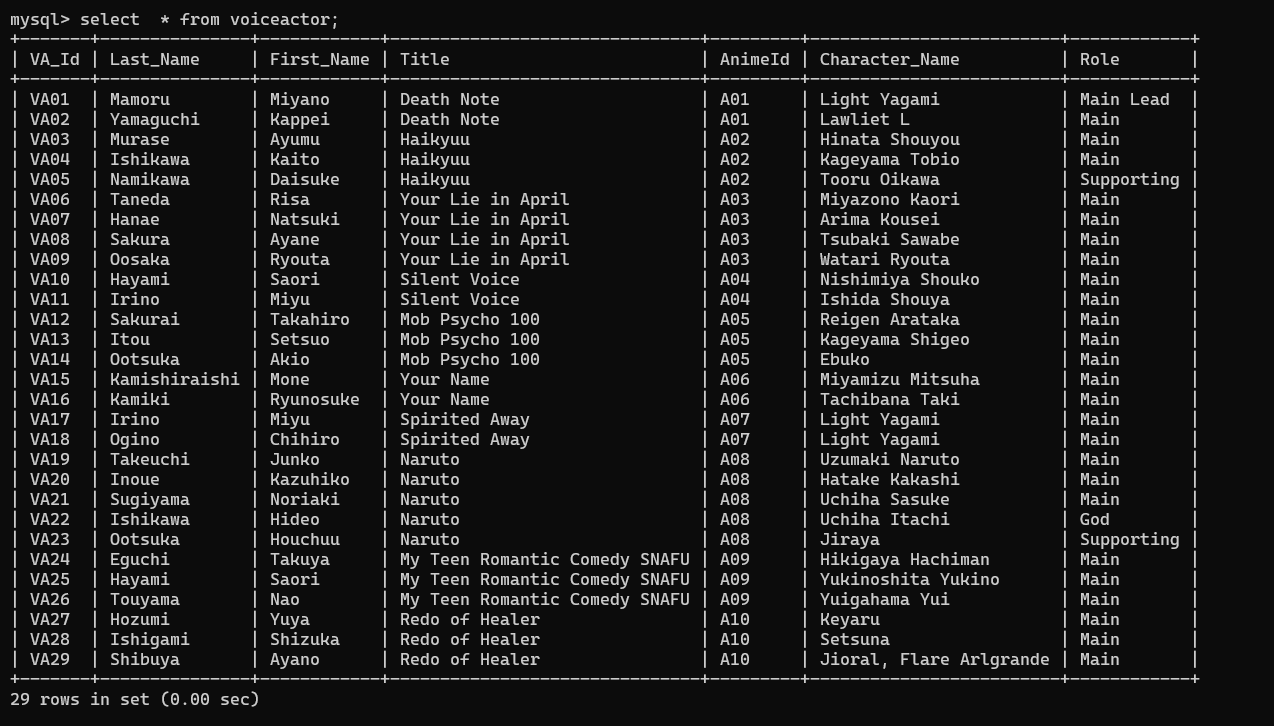 mysql> select  * from voiceactor;
+-------+---------------+------------+-------------------------------+---------+-------------------------+------------+
| VA_Id | Last_Name     | First_Name | Title                         | AnimeId | Character_Name          | Role       |
+-------+---------------+------------+-------------------------------+---------+-------------------------+------------+
| VA01  | Mamoru        | Miyano     | Death Note                    | A01     | Light Yagami            | Main Lead  |
| VA02  | Yamaguchi     | Kappei     | Death Note                    | A01     | Lawliet L               | Main       |
| VA03  | Murase        | Ayumu      | Haikyuu                       | A02     | Hinata Shouyou          | Main       |
| VA04  | Ishikawa      | Kaito      | Haikyuu                       | A02     | Kageyama Tobio          | Main       |
| VA05  | Namikawa      | Daisuke    | Haikyuu                       | A02     | Tooru Oikawa            | Supporting |
| VA06  | Taneda        | Risa       | Your Lie in April             | A03     | Miyazono Kaori          | Main       |
| VA07  | Hanae         | Natsuki    | Your Lie in April             | A03     | Arima Kousei            | Main       |
| VA08  | Sakura        | Ayane      | Your Lie in April             | A03     | Tsubaki Sawabe          | Main       |
| VA09  | Oosaka        | Ryouta     | Your Lie in April             | A03     | Watari Ryouta           | Main       |
| VA10  | Hayami        | Saori      | Silent Voice                  | A04     | Nishimiya Shouko        | Main       |
| VA11  | Irino         | Miyu       | Silent Voice                  | A04     | Ishida Shouya           | Main       |
| VA12  | Sakurai       | Takahiro   | Mob Psycho 100                | A05     | Reigen Arataka          | Main       |
| VA13  | Itou          | Setsuo     | Mob Psycho 100                | A05     | Kageyama Shigeo         | Main       |
| VA14  | Ootsuka       | Akio       | Mob Psycho 100                | A05     | Ebuko                   | Main       |
| VA15  | Kamishiraishi | Mone       | Your Name                     | A06     | Miyamizu Mitsuha        | Main       |
| VA16  | Kamiki        | Ryunosuke  | Your Name                     | A06     | Tachibana Taki          | Main       |
| VA17  | Irino         | Miyu       | Spirited Away                 | A07     | Light Yagami            | Main       |
| VA18  | Ogino         | Chihiro    | Spirited Away                 | A07     | Light Yagami            | Main       |
| VA19  | Takeuchi      | Junko      | Naruto                        | A08     | Uzumaki Naruto          | Main       |
| VA20  | Inoue         | Kazuhiko   | Naruto                        | A08     | Hatake Kakashi          | Main       |
| VA21  | Sugiyama      | Noriaki    | Naruto                        | A08     | Uchiha Sasuke           | Main       |
| VA22  | Ishikawa      | Hideo      | Naruto                        | A08     | Uchiha Itachi           | God        |
| VA23  | Ootsuka       | Houchuu    | Naruto                        | A08     | Jiraya                  | Supporting |
| VA24  | Eguchi        | Takuya     | My Teen Romantic Comedy SNAFU | A09     | Hikigaya Hachiman       | Main       |
| VA25  | Hayami        | Saori      | My Teen Romantic Comedy SNAFU | A09     | Yukinoshita Yukino      | Main       |
| VA26  | Touyama       | Nao        | My Teen Romantic Comedy SNAFU | A09     | Yuigahama Yui           | Main       |
| VA27  | Hozumi        | Yuya       | Redo of Healer                | A10     | Keyaru                  | Main       |
| VA28  | Ishigami      | Shizuka    | Redo of Healer                | A10     | Setsuna                 | Main       |
| VA29  | Shibuya       | Ayano      | Redo of Healer                | A10     | Jioral, Flare Arlgrande | Main       |
+-------+---------------+------------+-------------------------------+---------+-------------------------+------------+
29 rows in set (0.00 sec)